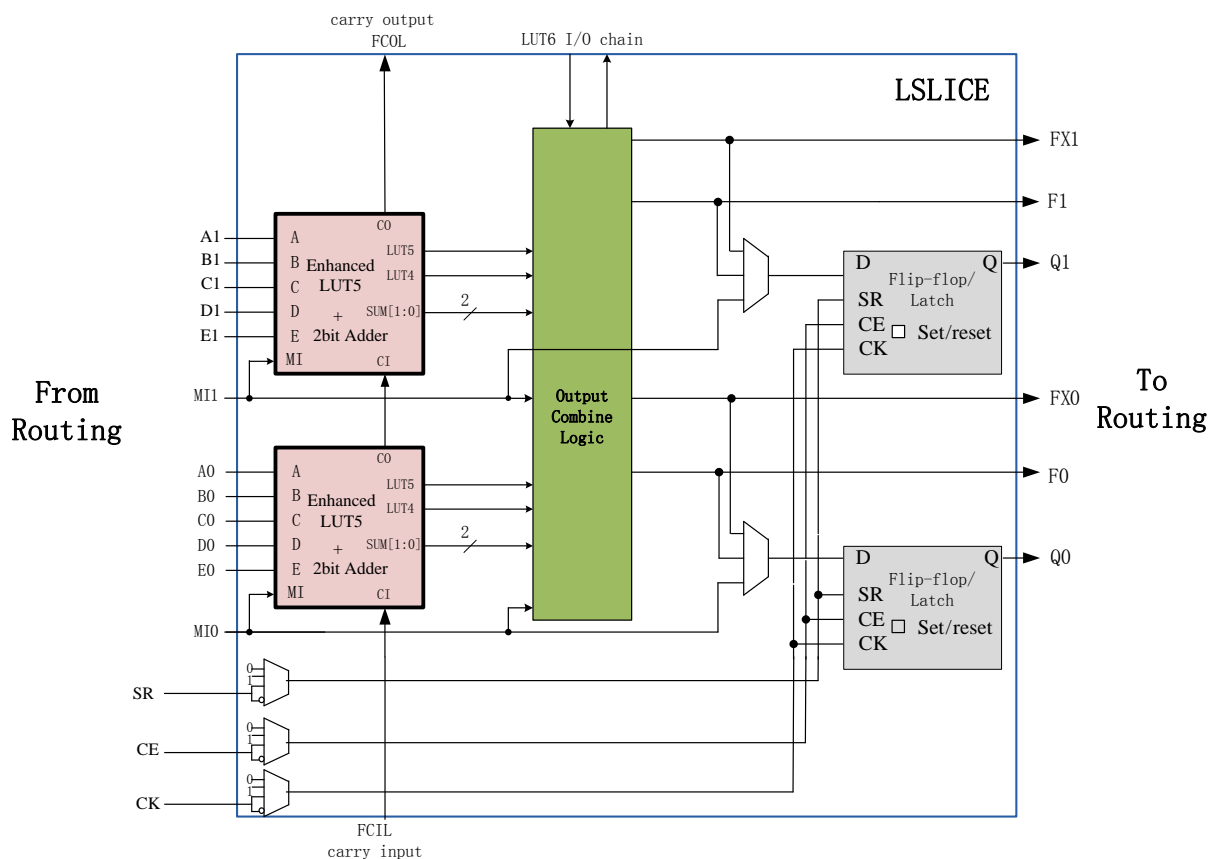 carry output
FCOL
LUT6 I/O chain
LSLICE
FX1
F1
Q1
A1
B1
C1
D1
E1
MI1
A
B
C
D
E
MI
CO
LUT5
LUT4
SUM[1:0]
CI
Enhanced
LUT5
+
2bit Adder
2
D
Q
Flip-flop/
Latch
SR
CE
CK
Set/reset
From
Routing
Output
Combine
Logic
To
Routing
FX0
F0
Q0
A0
B0
C0
D0
E0
MI0
A
B
C
D
E
MI
CO
LUT5
LUT4
SUM[1:0]
CI
Enhanced
LUT5
+
2bit Adder
2
D
Q
Flip-flop/
Latch
SR
CE
CK
Set/reset
SR
0
1
CE
0
1
CK
0
1
FCIL
carry input